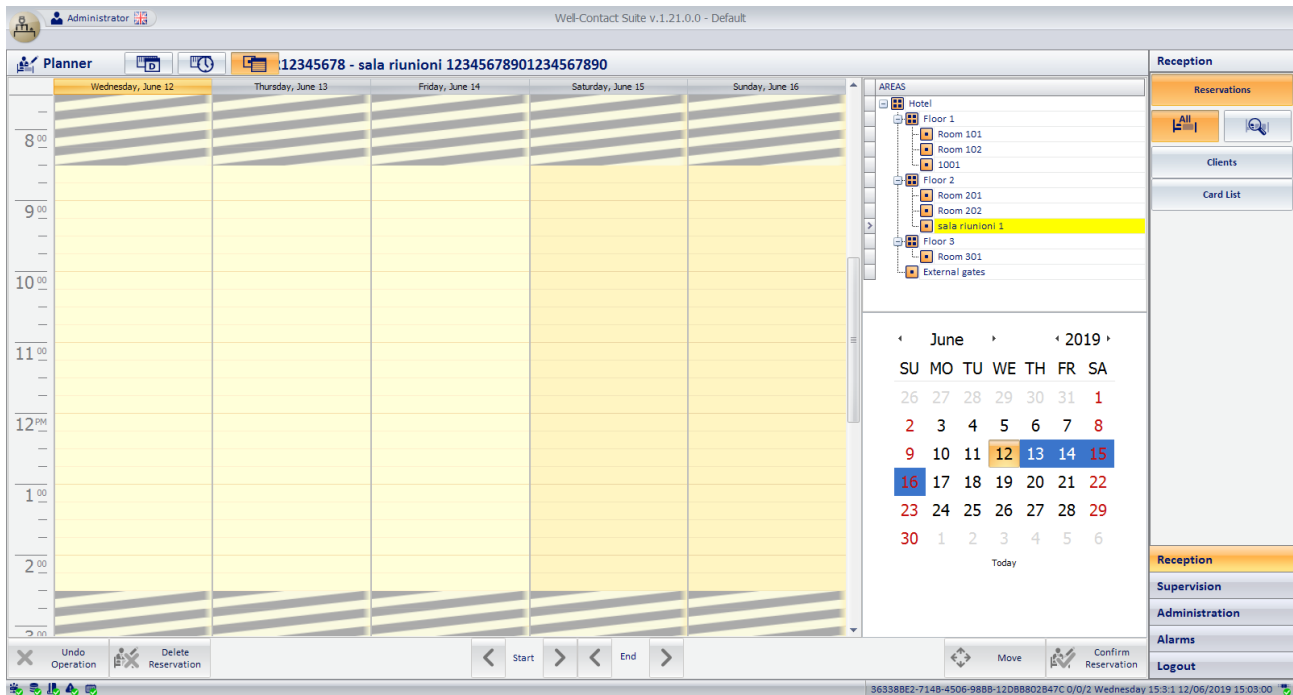 Administrator
Well-Contact Suite v.1.21.0.0 - Default
Planner
D
12345678 - sala riunioni 12345678901234567890
Reception
Wednesday, June 12
Thursday, June 13
Friday, June 14
Saturday, June 15
Sunday, June 16
8 00
9 00
10 00
11 00
12 PM
1 00
2 00
3 00
AREAS
Hotel
Floor 1
Room 101
Room 102
1001
Floor 2
Room 201
Room 202
sala riunioni 1
Floor 3
Room 301
External gates
June 2019
SU MO TU WE TH FR SA
26 27 28 29 30 31 1
2 3 4 5 6 7 8
9 10 11 12 13 14 15
16 17 18 19 20 21 22
23 24 25 26 27 28 29
30 1 2 3 4 5 6
Today
Reservations
All
Clients
Card List
Reception
Supervision
Administration
Alarms
Logout
Undo
Operation
Delete
Reservation
Start
End
Move
Confirm
Reservation
36338BE2-714B-4506-98BB-12DBB802B47C 0/0/2 Wednesday 15:3:1 12/06/2019 15:03:00